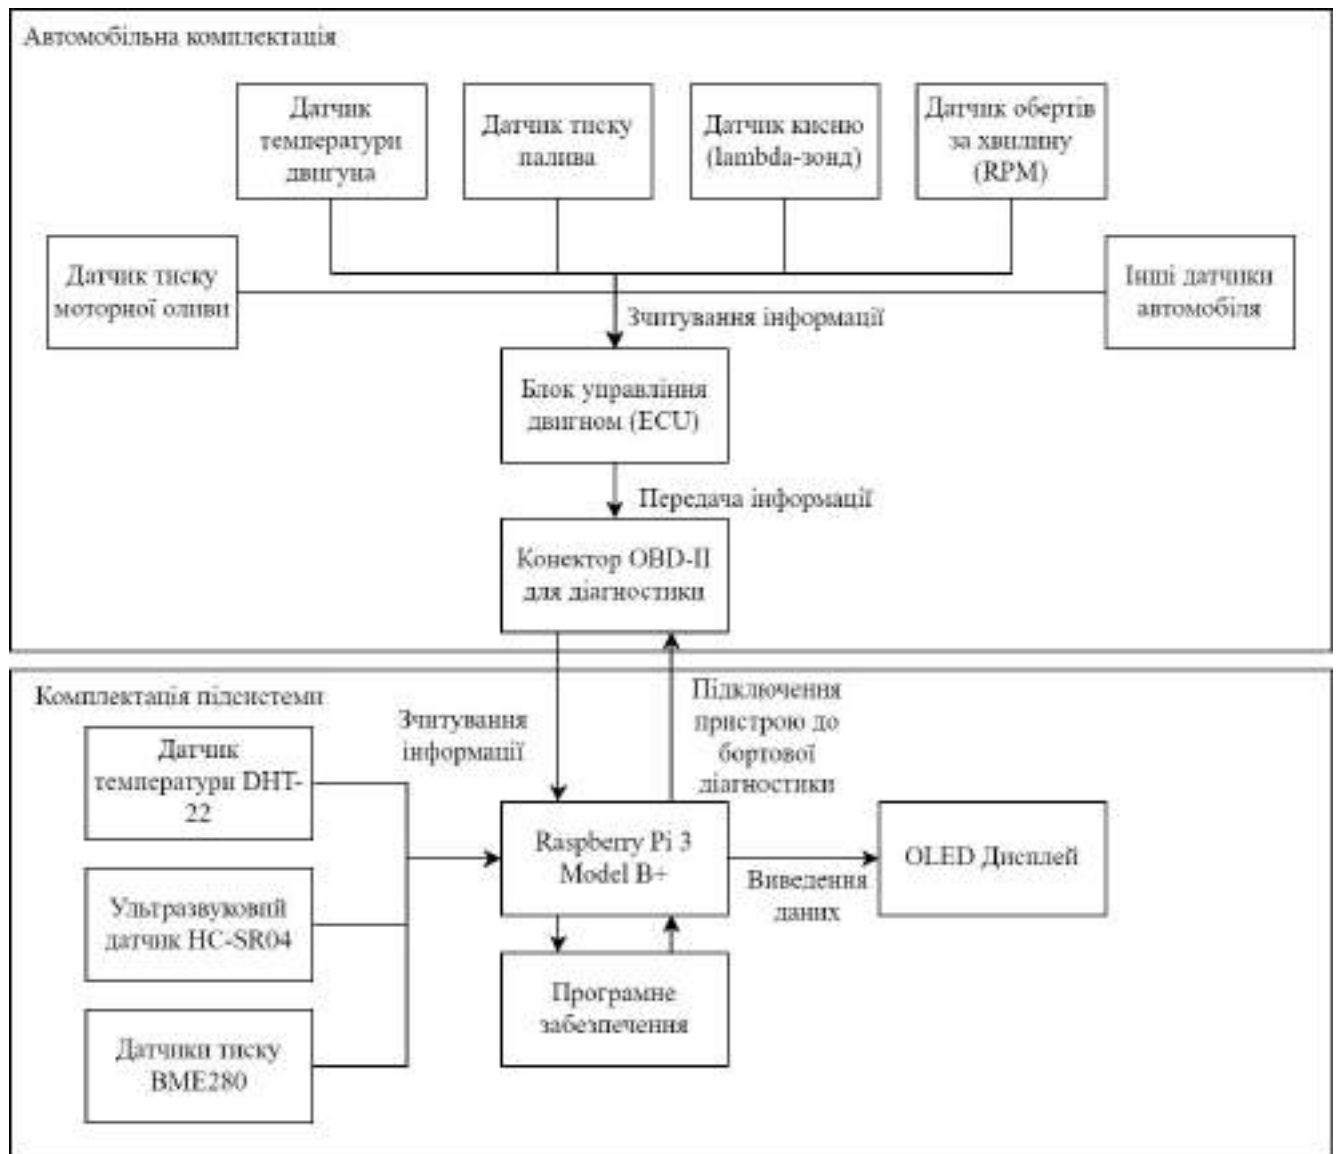 Автомобільна комплектація
Датчик
температури
двигуна
Датчик тиску
палива
Датчик кисню
(lambda-зонд)
Датчик обертів
за хвилину
(RPM)
Датчик тиску
моторної оливи
Інші датчики
автомобіля
Зчитування інформації
Блок управління
двигном (ECU)
Передача інформації
Конектор OBD-II
для діагностики
Комплектація підсистеми
Зчитування
інформації
Підключення
пристрою до
бортової
діагностики
Датчик
температури DHT-
22
Raspberry Pi 3
Model B+
OLED Дисплей
Виведення
даних
Ультразвуковий
датчик HC-SR04
Програмне
забезпечення
Датчики тиску
BME280